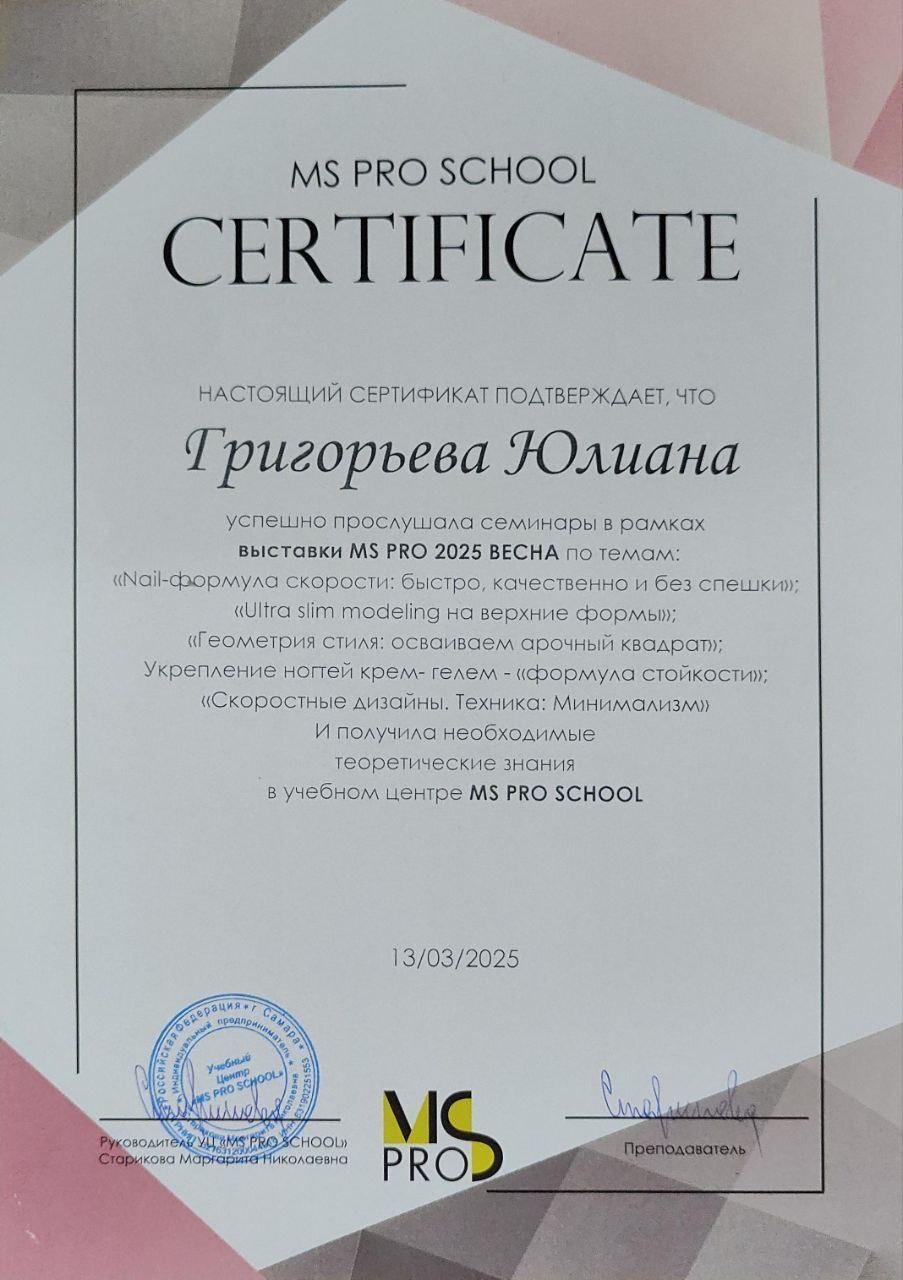 MS PRO SCHOOL
CERTIFICATE
НАСТОЯЩИЙ СЕРТИФИКАТ ПОДТВЕРЖДАЕТ, ЧТО
Григорьева Юлиана
успешно прослушала семинары в рамках
выставки MS PRO 2025 ВЕСНА по темам:
«Nail-формула скорости: быстро, качественно и без спешки»;
«Ultra slim modeling на верхние формы»;
«Геометрия стиля: осваиваем арочный квадрат»;
Укрепление ногтей крем- гелем - «формула стойкости»;
«Скоростные дизайны. Техника: Минимализм»
И получила необходимые
теоретические знания
в учебном центре MS PRO SCHOOL
13/03/2025
Российская Федерация * г Самара *
Индивидуальный предприниматель *
Учебный
Центр
«MS PRO SCHOOL»
Руководитель УЦ «MS PRO SCHOOL»
Старикова Маргарита Николаевна
MS
PRO
Старикова
Преподаватель